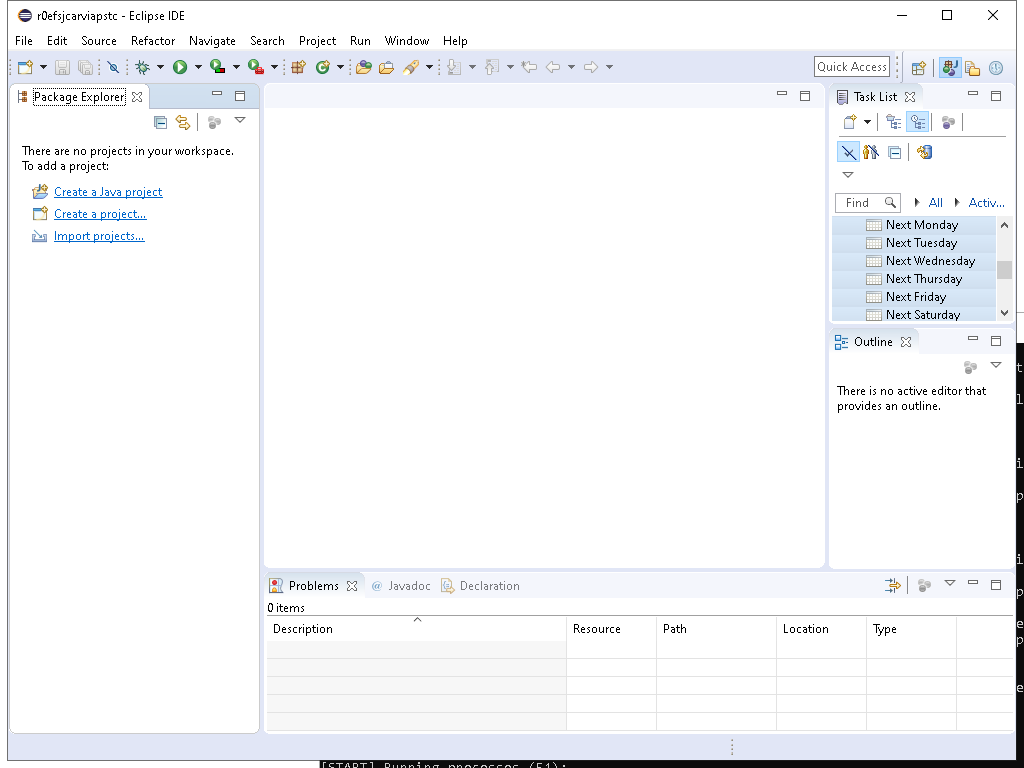 r0efsjcarviapstc - Eclipse IDE
File Edit Source Refactor Navigate Search Project Run Window Help
Quick Access
Package Explorer
There are no projects in your workspace.
To add a project:
Create a Java project
Create a project...
Import projects...
Task List
Find All Activ...
Next Monday
Next Tuesday
Next Wednesday
Next Thursday
Next Friday
Next Saturday
Outline
There is no active editor that
provides an outline.
Problems @ Javadoc Declaration
0 items
Description Resource Path Location Type
[START] Running processes (51):